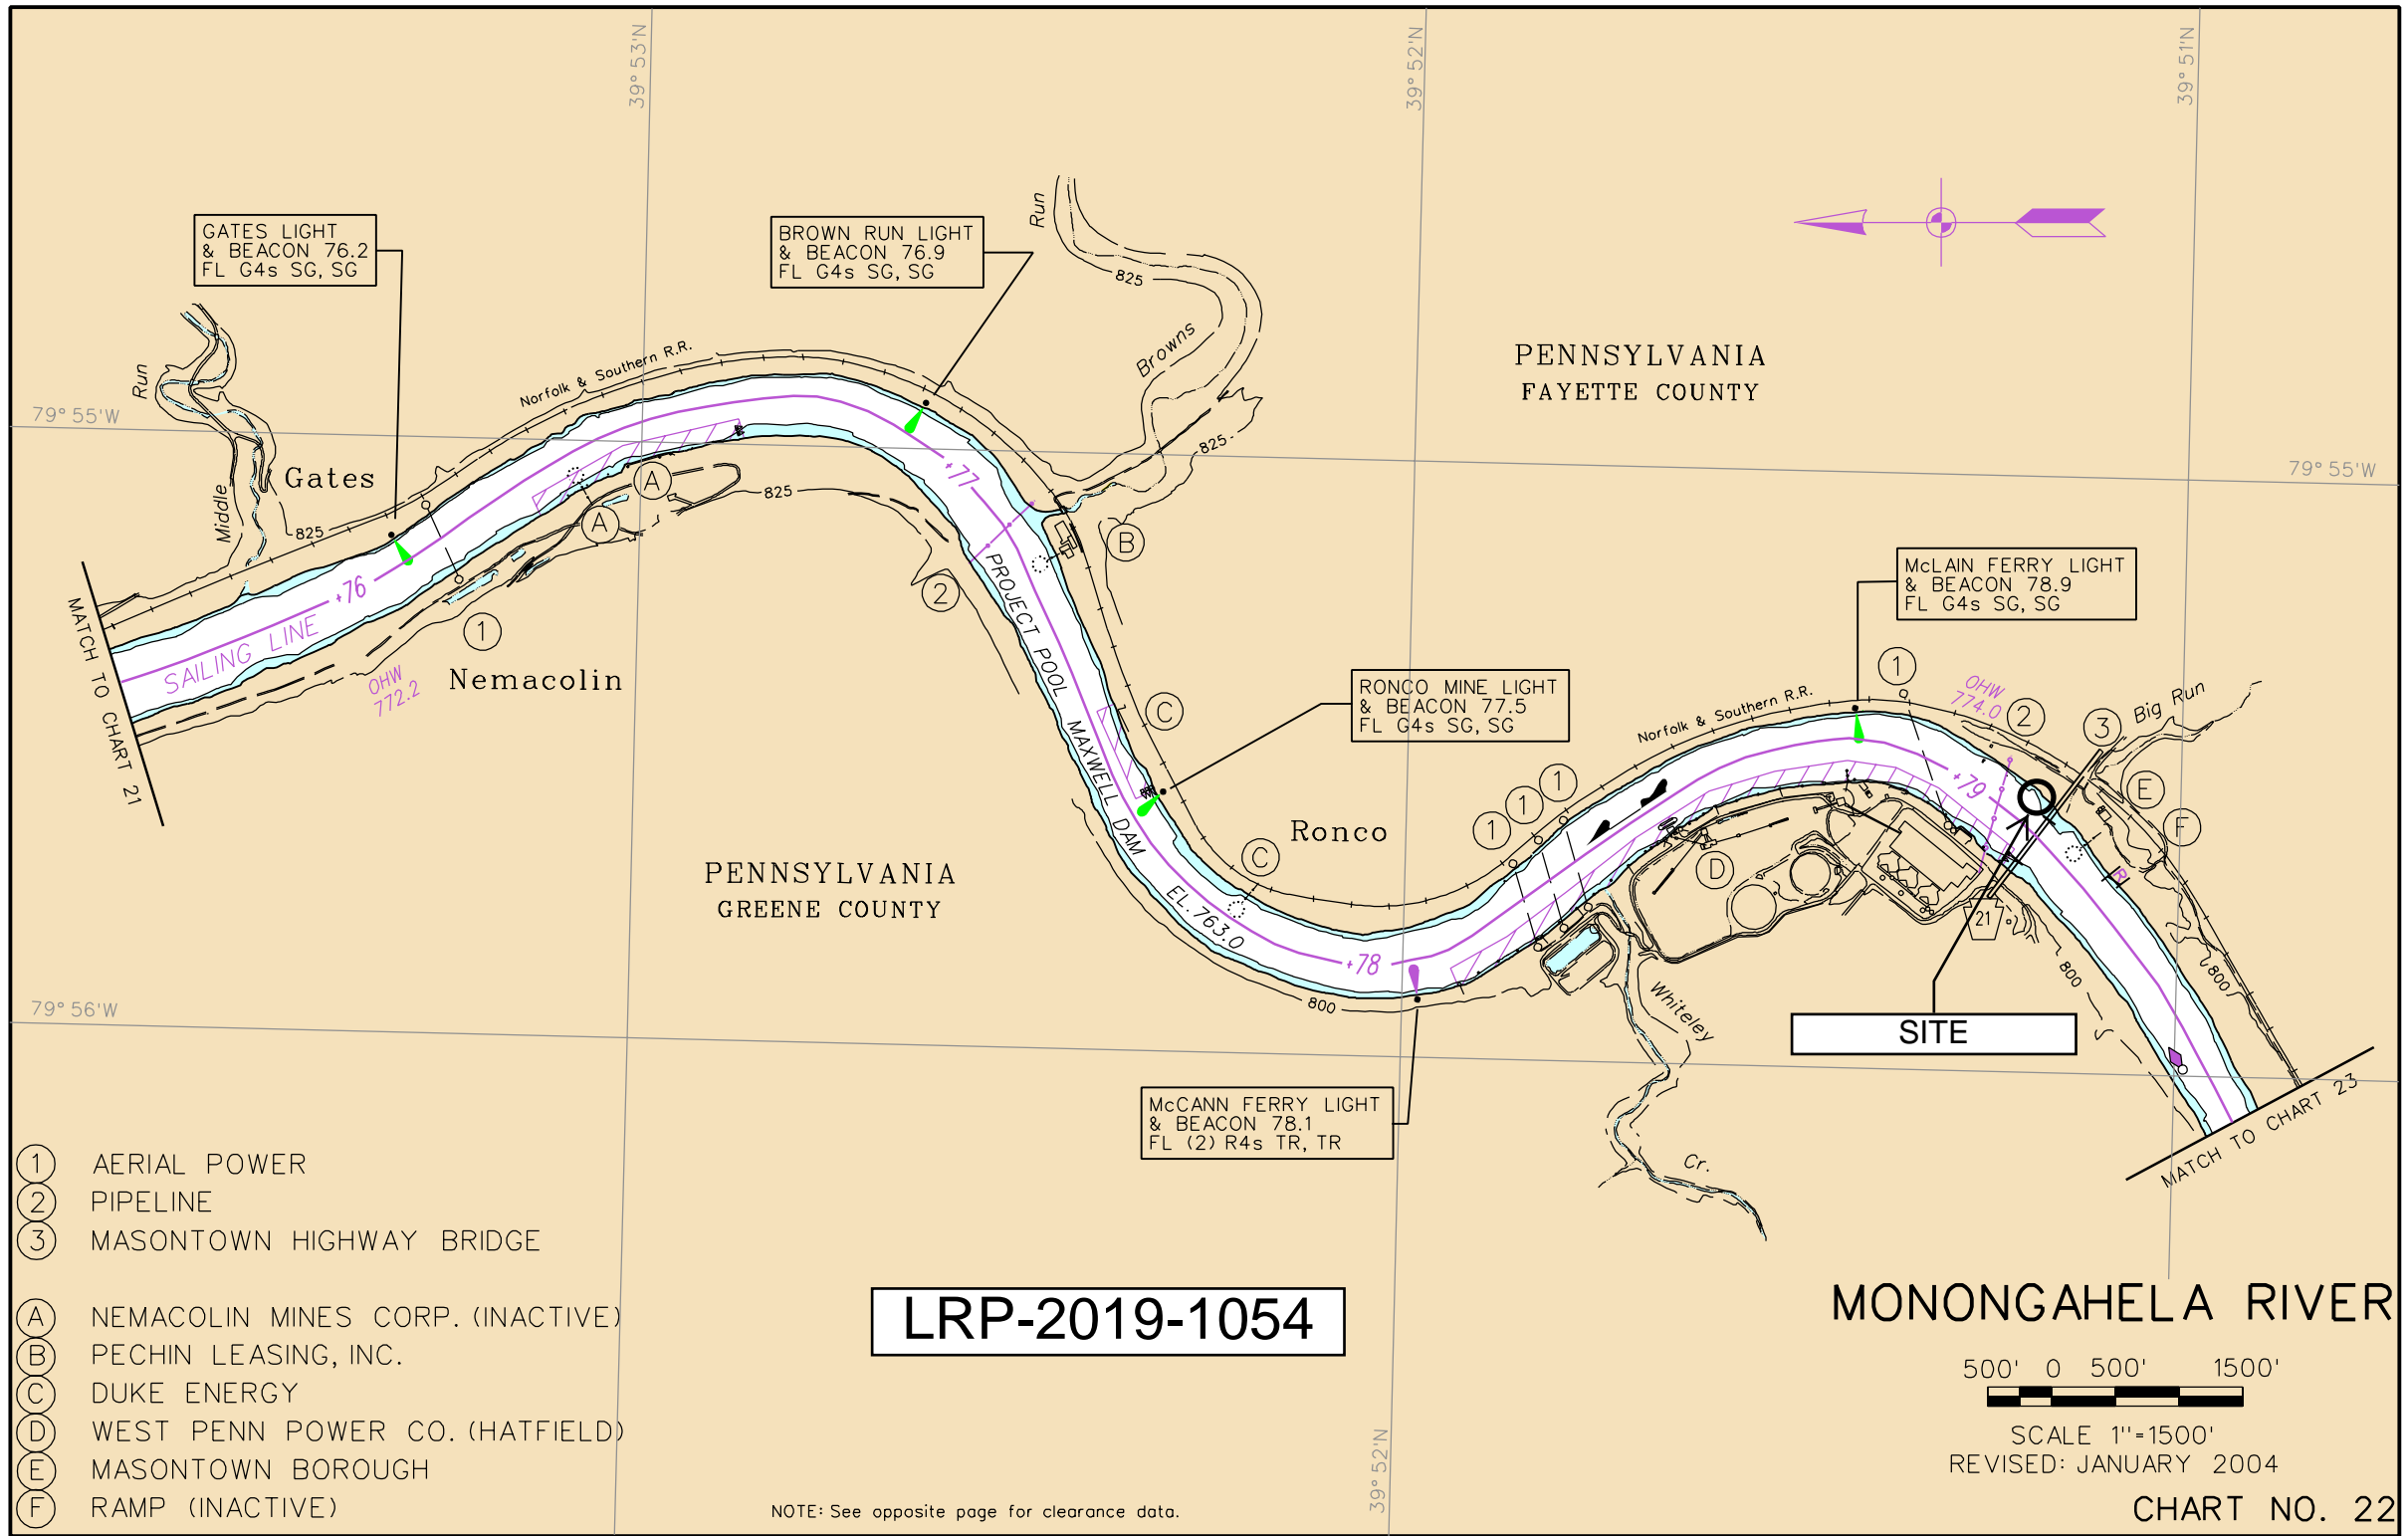 39° 53'N
39° 52'N
39° 51'N
GATES LIGHT
& BEACON 76.2
FL G4s SG, SG
BROWN RUN LIGHT
& BEACON 76.9
FL G4s SG, SG
Run
825
Browns
825
Run
Middle
Norfolk & Southern R.R.
79° 55'W
79° 55'W
Gates
825
825
PENNSYLVANIA
FAYETTE COUNTY
A
A
B
+77
+76
SAILING LINE
MATCH TO CHART 21
1
2
OHW
772.2
Nemacolin
PROJECT POOL MAXWELL DAM EL. 763.0
C
C
RONCO MINE LIGHT
& BEACON 77.5
FL G4s SG, SG
McLAIN FERRY LIGHT
& BEACON 78.9
FL G4s SG, SG
1
OHW
774.0
2
3
Big Run
Norfolk & Southern R.R.
Ronco
1
1
1
+79
E
F
D
R
21
PENNSYLVANIA
GREENE COUNTY
+78
800
800
800
Whiteley
Cr.
79° 56'W
SITE
McCANN FERRY LIGHT
& BEACON 78.1
FL (2) R4s TR, TR
MATCH TO CHART 23
1 AERIAL POWER
2 PIPELINE
3 MASONTOWN HIGHWAY BRIDGE
A NEMACOLIN MINES CORP. (INACTIVE)
B PECHIN LEASING, INC.
C DUKE ENERGY
D WEST PENN POWER CO. (HATFIELD)
E MASONTOWN BOROUGH
F RAMP (INACTIVE)
LRP-2019-1054
NOTE: See opposite page for clearance data.
39° 52'N
MONONGAHELA RIVER
500' 0 500' 1500'
SCALE 1"=1500'
REVISED: JANUARY 2004
CHART NO. 22